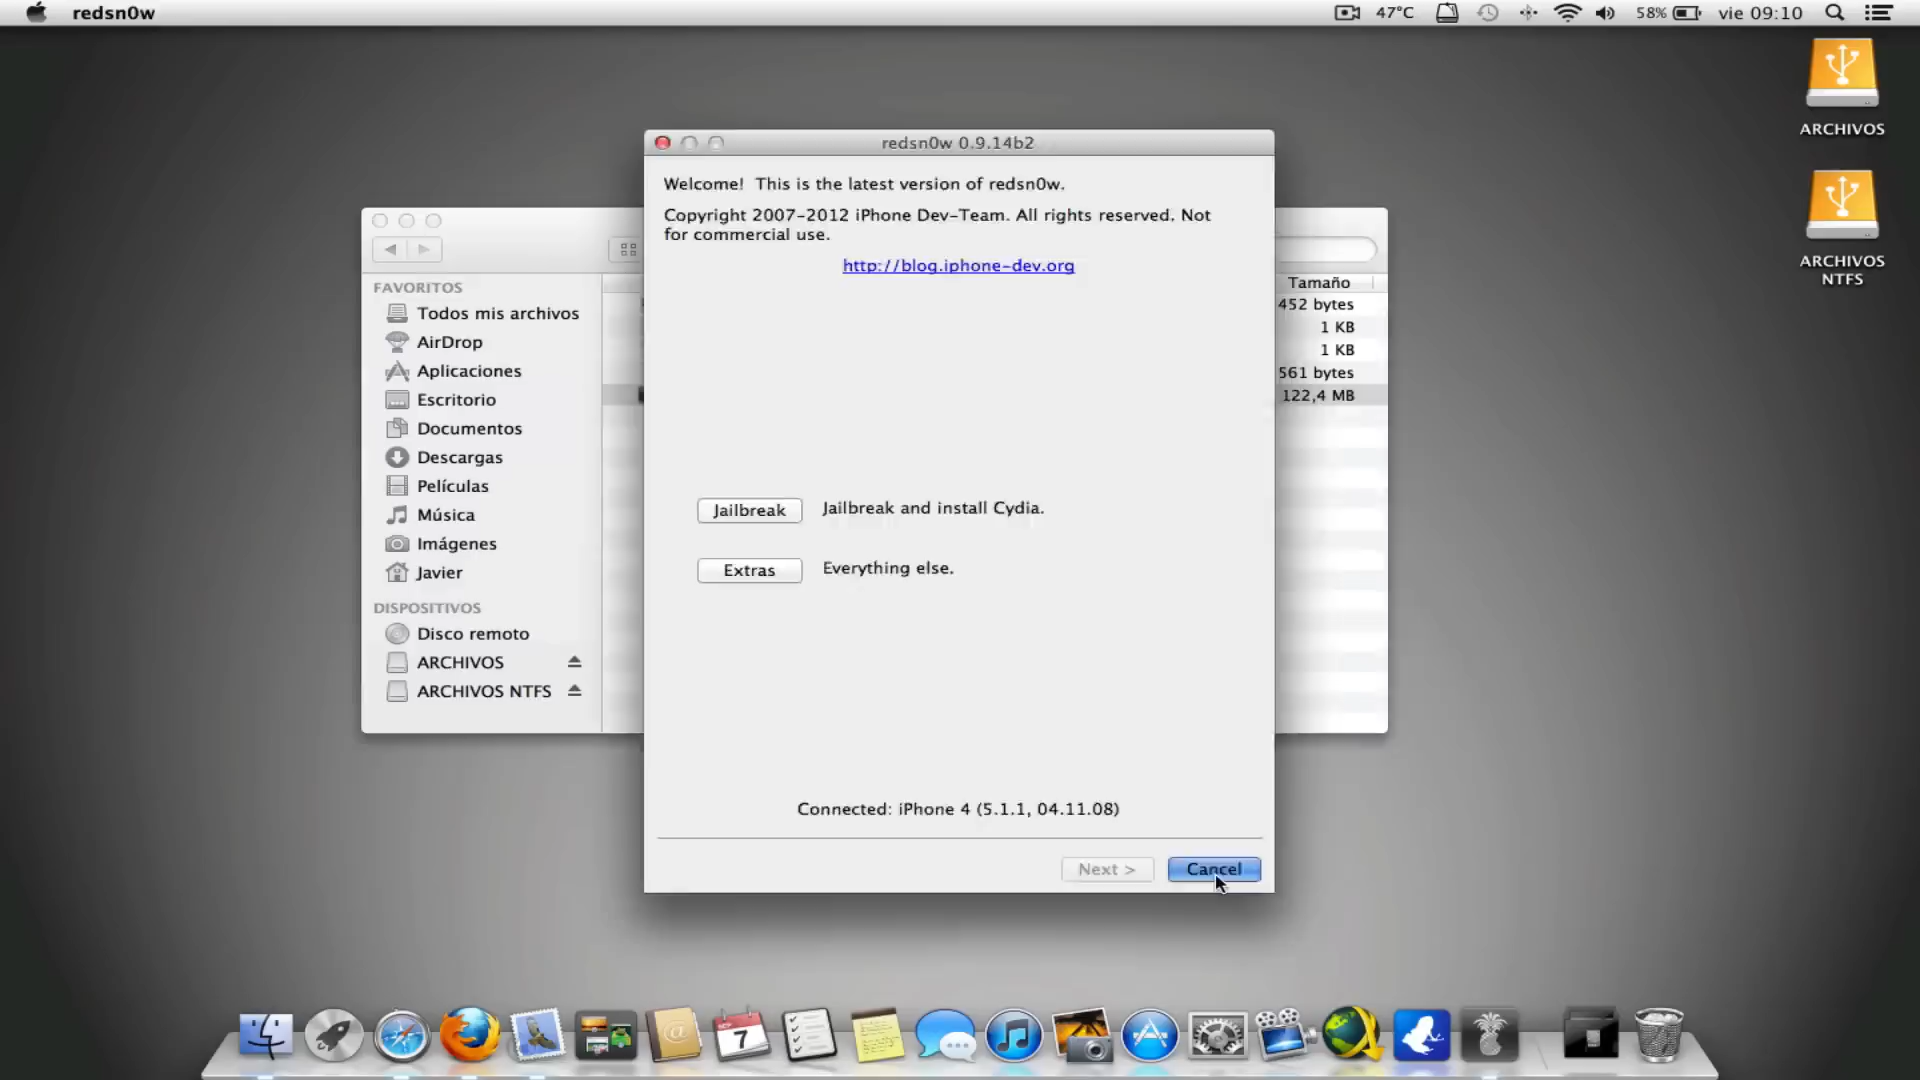 redsn0w
47°C
58%
vie 09:10
ARCHIVOS
ARCHIVOS
NTFS
redsn0w 0.9.14b2
Welcome!  This is the latest version of redsn0w.
Copyright 2007-2012 iPhone Dev-Team. All rights reserved. Not
for commercial use.
http://blog.iphone-dev.org
Jailbreak
Jailbreak and install Cydia.
Extras
Everything else.
Connected: iPhone 4 (5.1.1, 04.11.08)
Next >
Cancel
FAVORITOS
Todos mis archivos
AirDrop
Aplicaciones
Escritorio
Documentos
Descargas
Películas
Música
Imágenes
Javier
DISPOSITIVOS
Disco remoto
ARCHIVOS
ARCHIVOS NTFS
Tamaño
452 bytes
1 KB
1 KB
561 bytes
122,4 MB
7